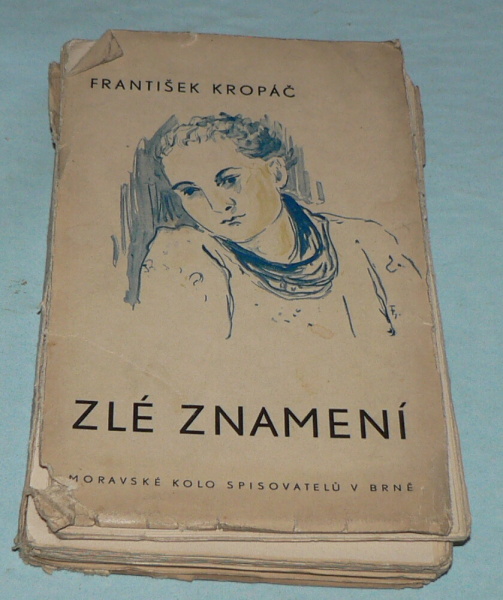 FRANTIŠEK KROPÁČ
ZLÉ ZNAMENÍ
MORAVSKÉ KOLO SPISOVATELŮ V BRNĚ